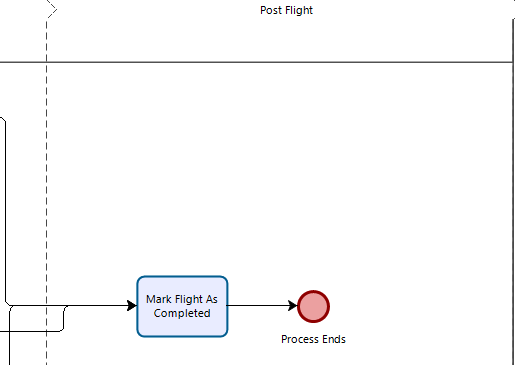 Post Flight
Mark Flight As
Completed
Process Ends